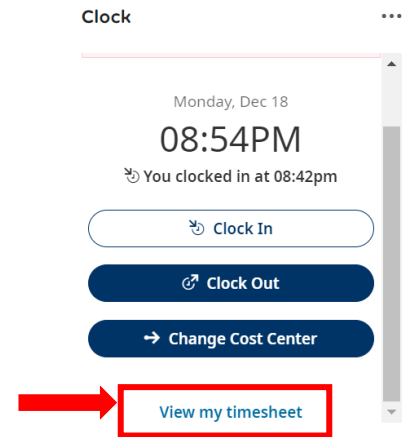 Clock
Monday, Dec 18
08:54PM
You clocked in at 08:42pm
Clock In
Clock Out
Change Cost Center
View my timesheet